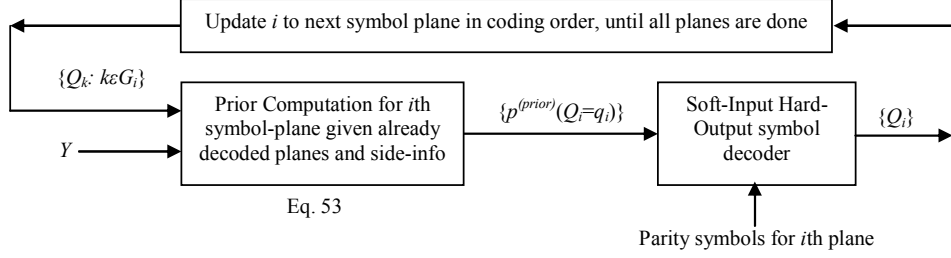 Update i to next symbol plane in coding order, until all planes are done
{Qk: kεGi}
Prior Computation for ith
symbol-plane given already
decoded planes and side-info
Y
{p(prior)(Qi=qi)}
Soft-Input Hard-
Output symbol
decoder
{Qi}
Eq. 53
Parity symbols for ith plane